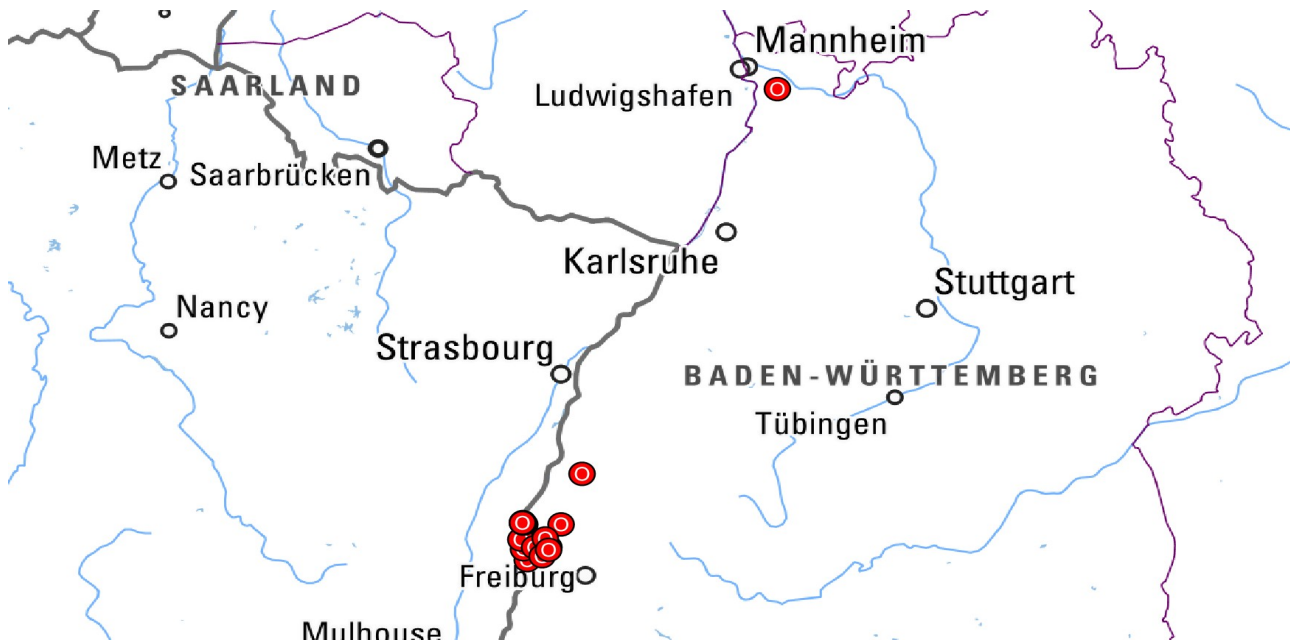 Mannheim
SAARLAND
Ludwigshafen
Metz
Saarbrücken
Karlsruhe
Stuttgart
Nancy
Strasbourg
BADEN-WÜRTTEMBERG
Tübingen
Freiburg
Mulhouse